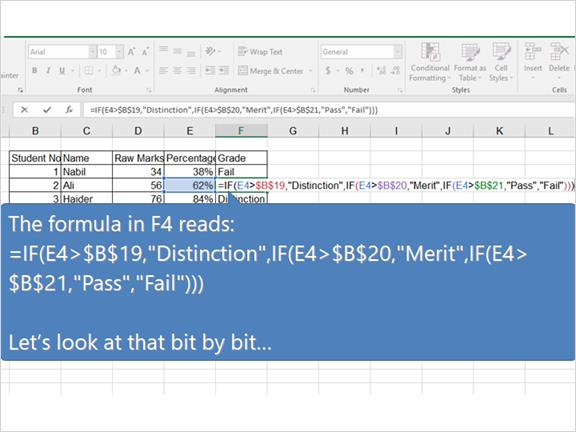 Arial 10 A A
Wrap Text
General
ainter
B I U
Merge & Center
$ % ,
Conditional Format as Cell
Formatting Table Styles
Insert Delete
Font
Alignment
Number
Styles
Cells
fx =IF(E4>$B$19,"Distinction",IF(E4>$B$20,"Merit",IF(E4>$B$21,"Pass","Fail")))
B C D E F G H I J K L
Student No Name Raw Marks Percentage Grade
1 Nabil 34 38% Fail
2 Ali 56 62% =IF(E4>$B$19,"Distinction",IF(E4>$B$20,"Merit",IF(E4>$B$21,"Pass","Fail")))
3 Haider 76 84% Distinction
The formula in F4 reads:
=IF(E4>$B$19,"Distinction",IF(E4>$B$20,"Merit",IF(E4>
$B$21,"Pass","Fail")))
Let's look at that bit by bit...